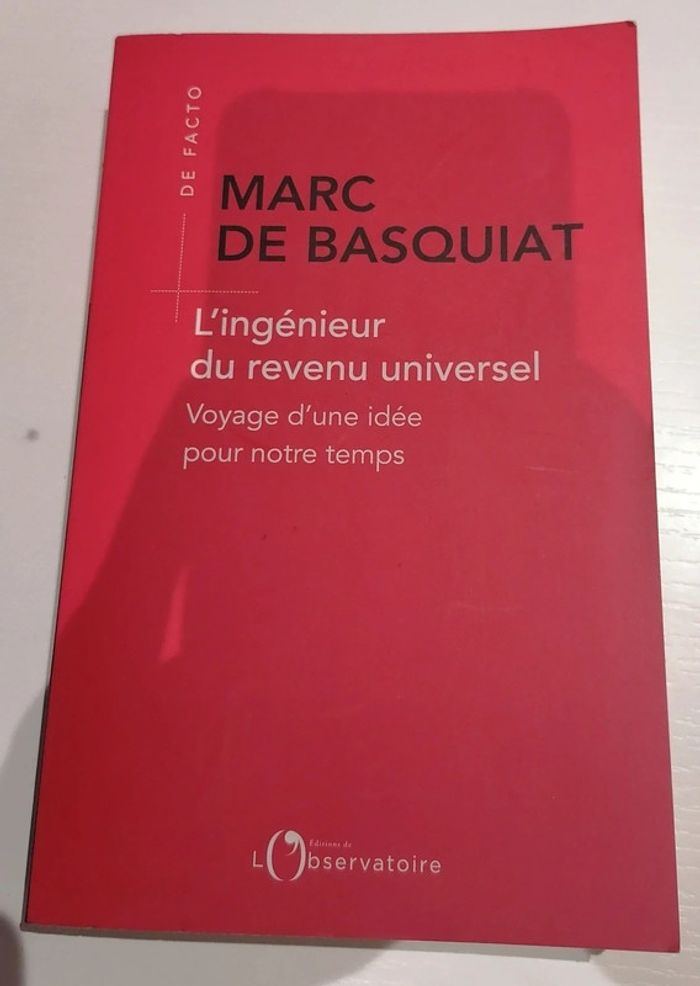 DE FACTO
MARC
DE BASQUIAT
L'ingénieur
du revenu universel
Voyage d'une idée
pour notre temps
Éditions de
L'Observatoire